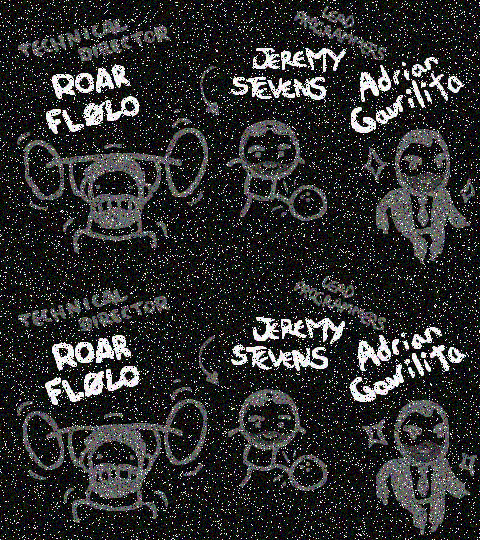 TECHNICAL
DIRECTOR
ROAR
FLØLO
LEAD
PROGRAMMERS
JEREMY
STEVENS
Adrian
Gavrilita
TECHNICAL
DIRECTOR
ROAR
FLØLO
LEAD
PROGRAMMERS
JEREMY
STEVENS
Adrian
Gavrilita